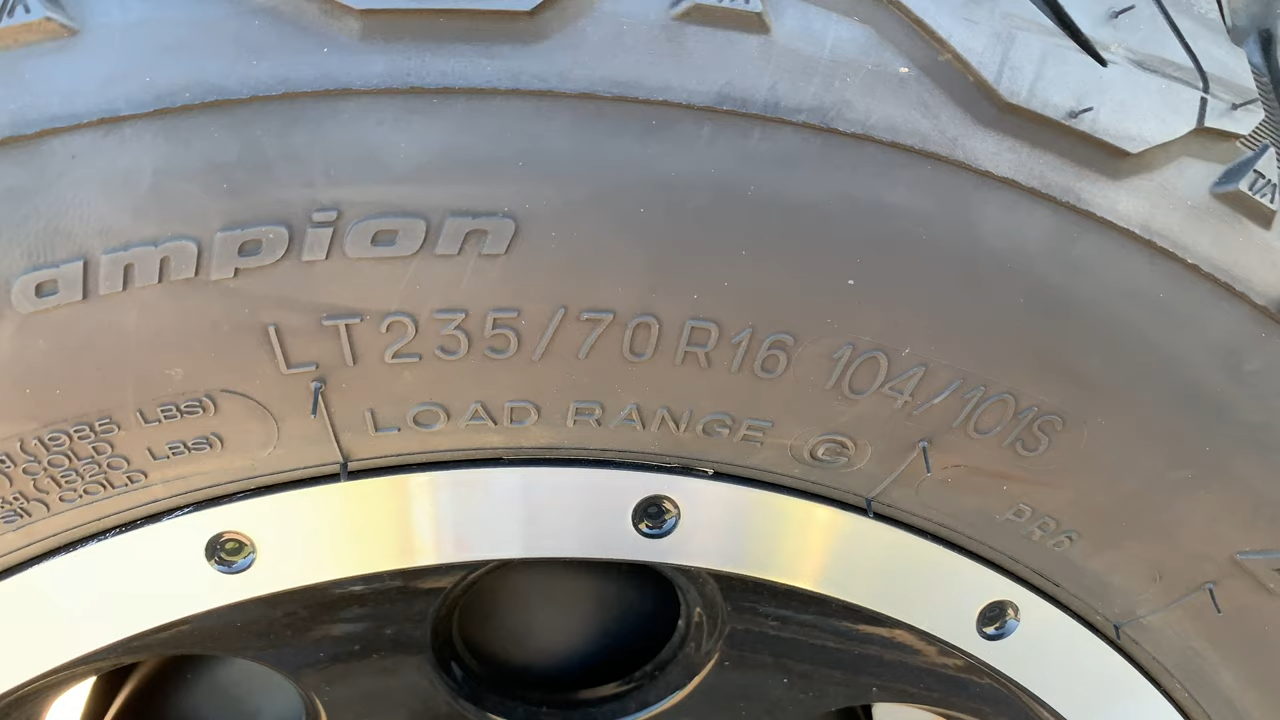 T/A
T/A
T/A
ampion
LT235/70R16 104/101S
LOAD RANGE G
(1985 LBS)
) COLD
(1820 LBS)
) COLD
PR6